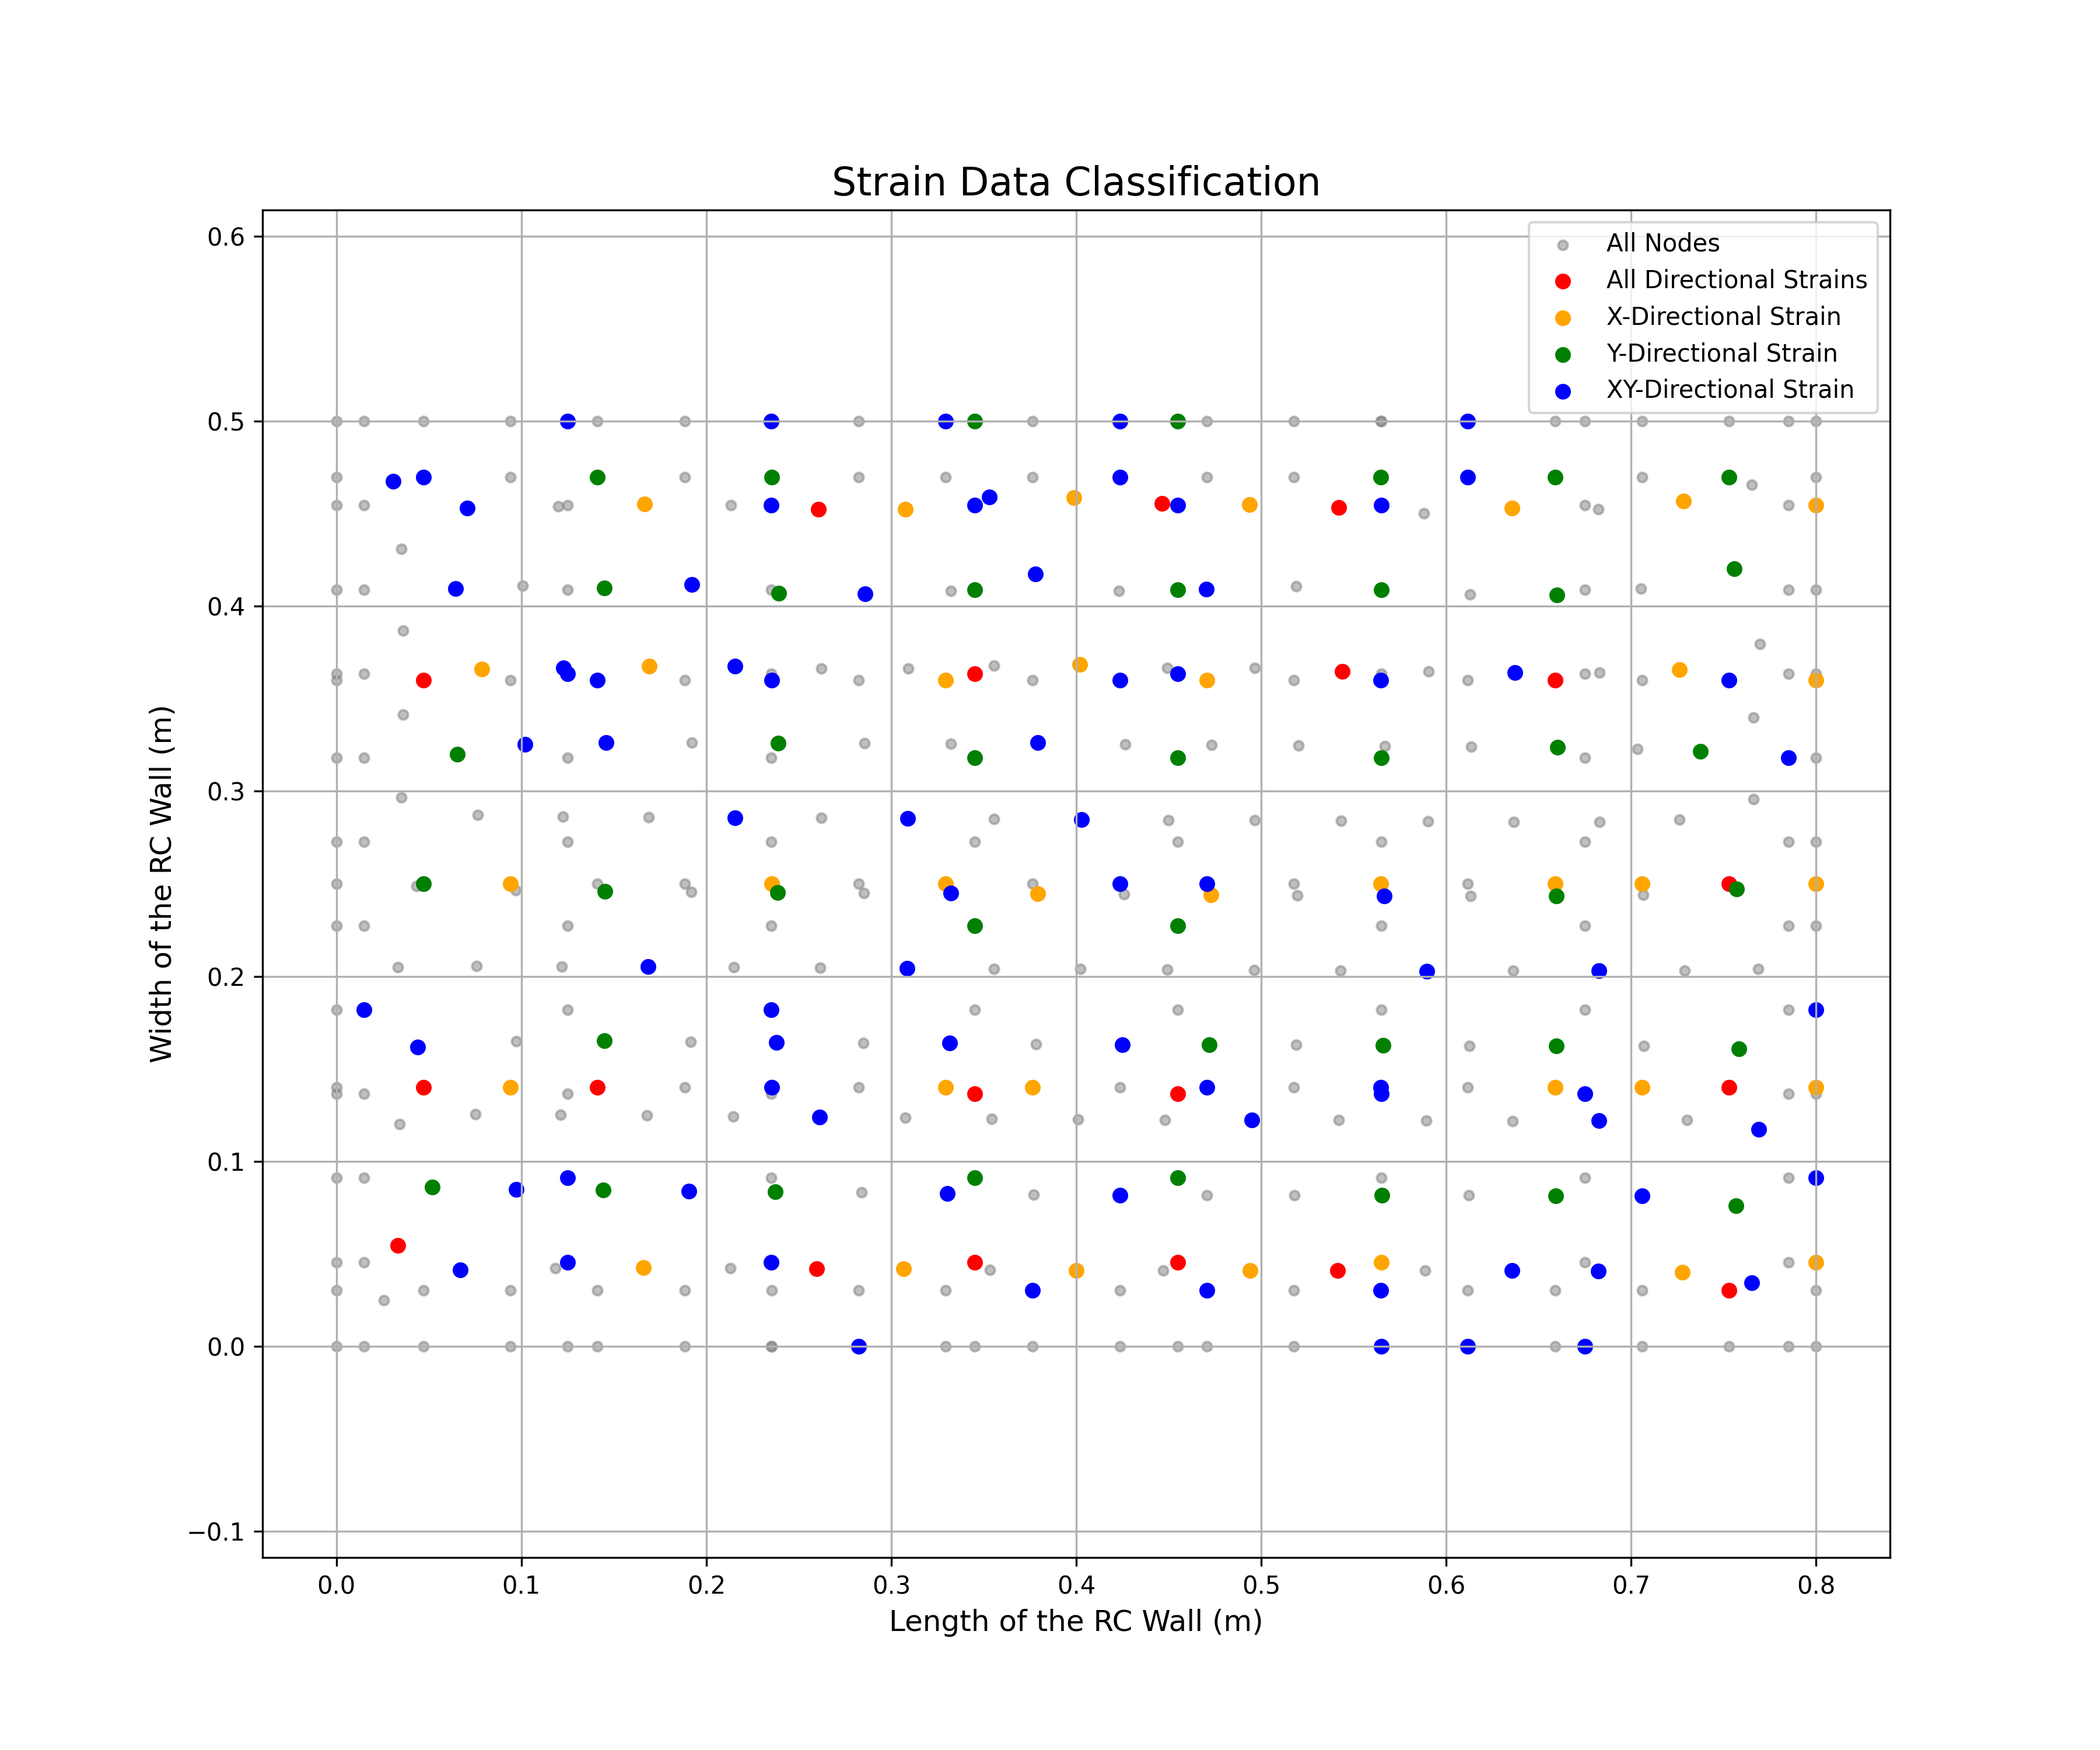 Strain Data Classification
All Nodes
All Directional Strains
X-Directional Strain
Y-Directional Strain
XY-Directional Strain
0.6
0.5
0.4
0.3
0.2
0.1
0.0
−0.1
Width of the RC Wall (m)
0.0 0.1 0.2 0.3 0.4 0.5 0.6 0.7 0.8
Length of the RC Wall (m)